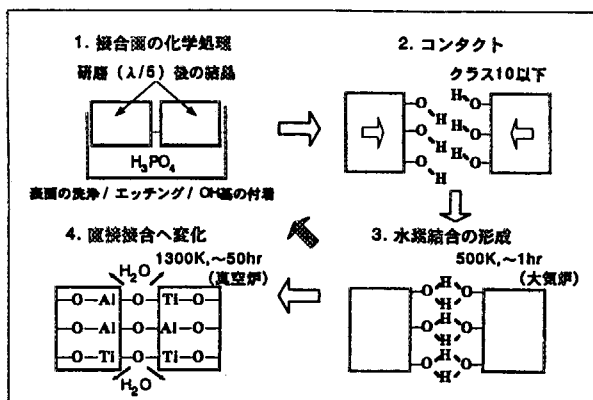 1. 接合面の化学処理
研磨（λ/5）後の結晶
H₃PO₄
表面の洗浄 / エッチング / OH基の付着
2. コンタクト
クラス10以下
O H
O H
O H
H O
H O
H O
3. 水素結合の形成
500K,~1hr
（大気炉）
O H H O
O H H O
O H H O
4. 直接接合へ変化
1300K,~50hr
（真空炉）
H₂O
O Al O Ti O
O Al O Al O
O Ti O Ti O
H₂O